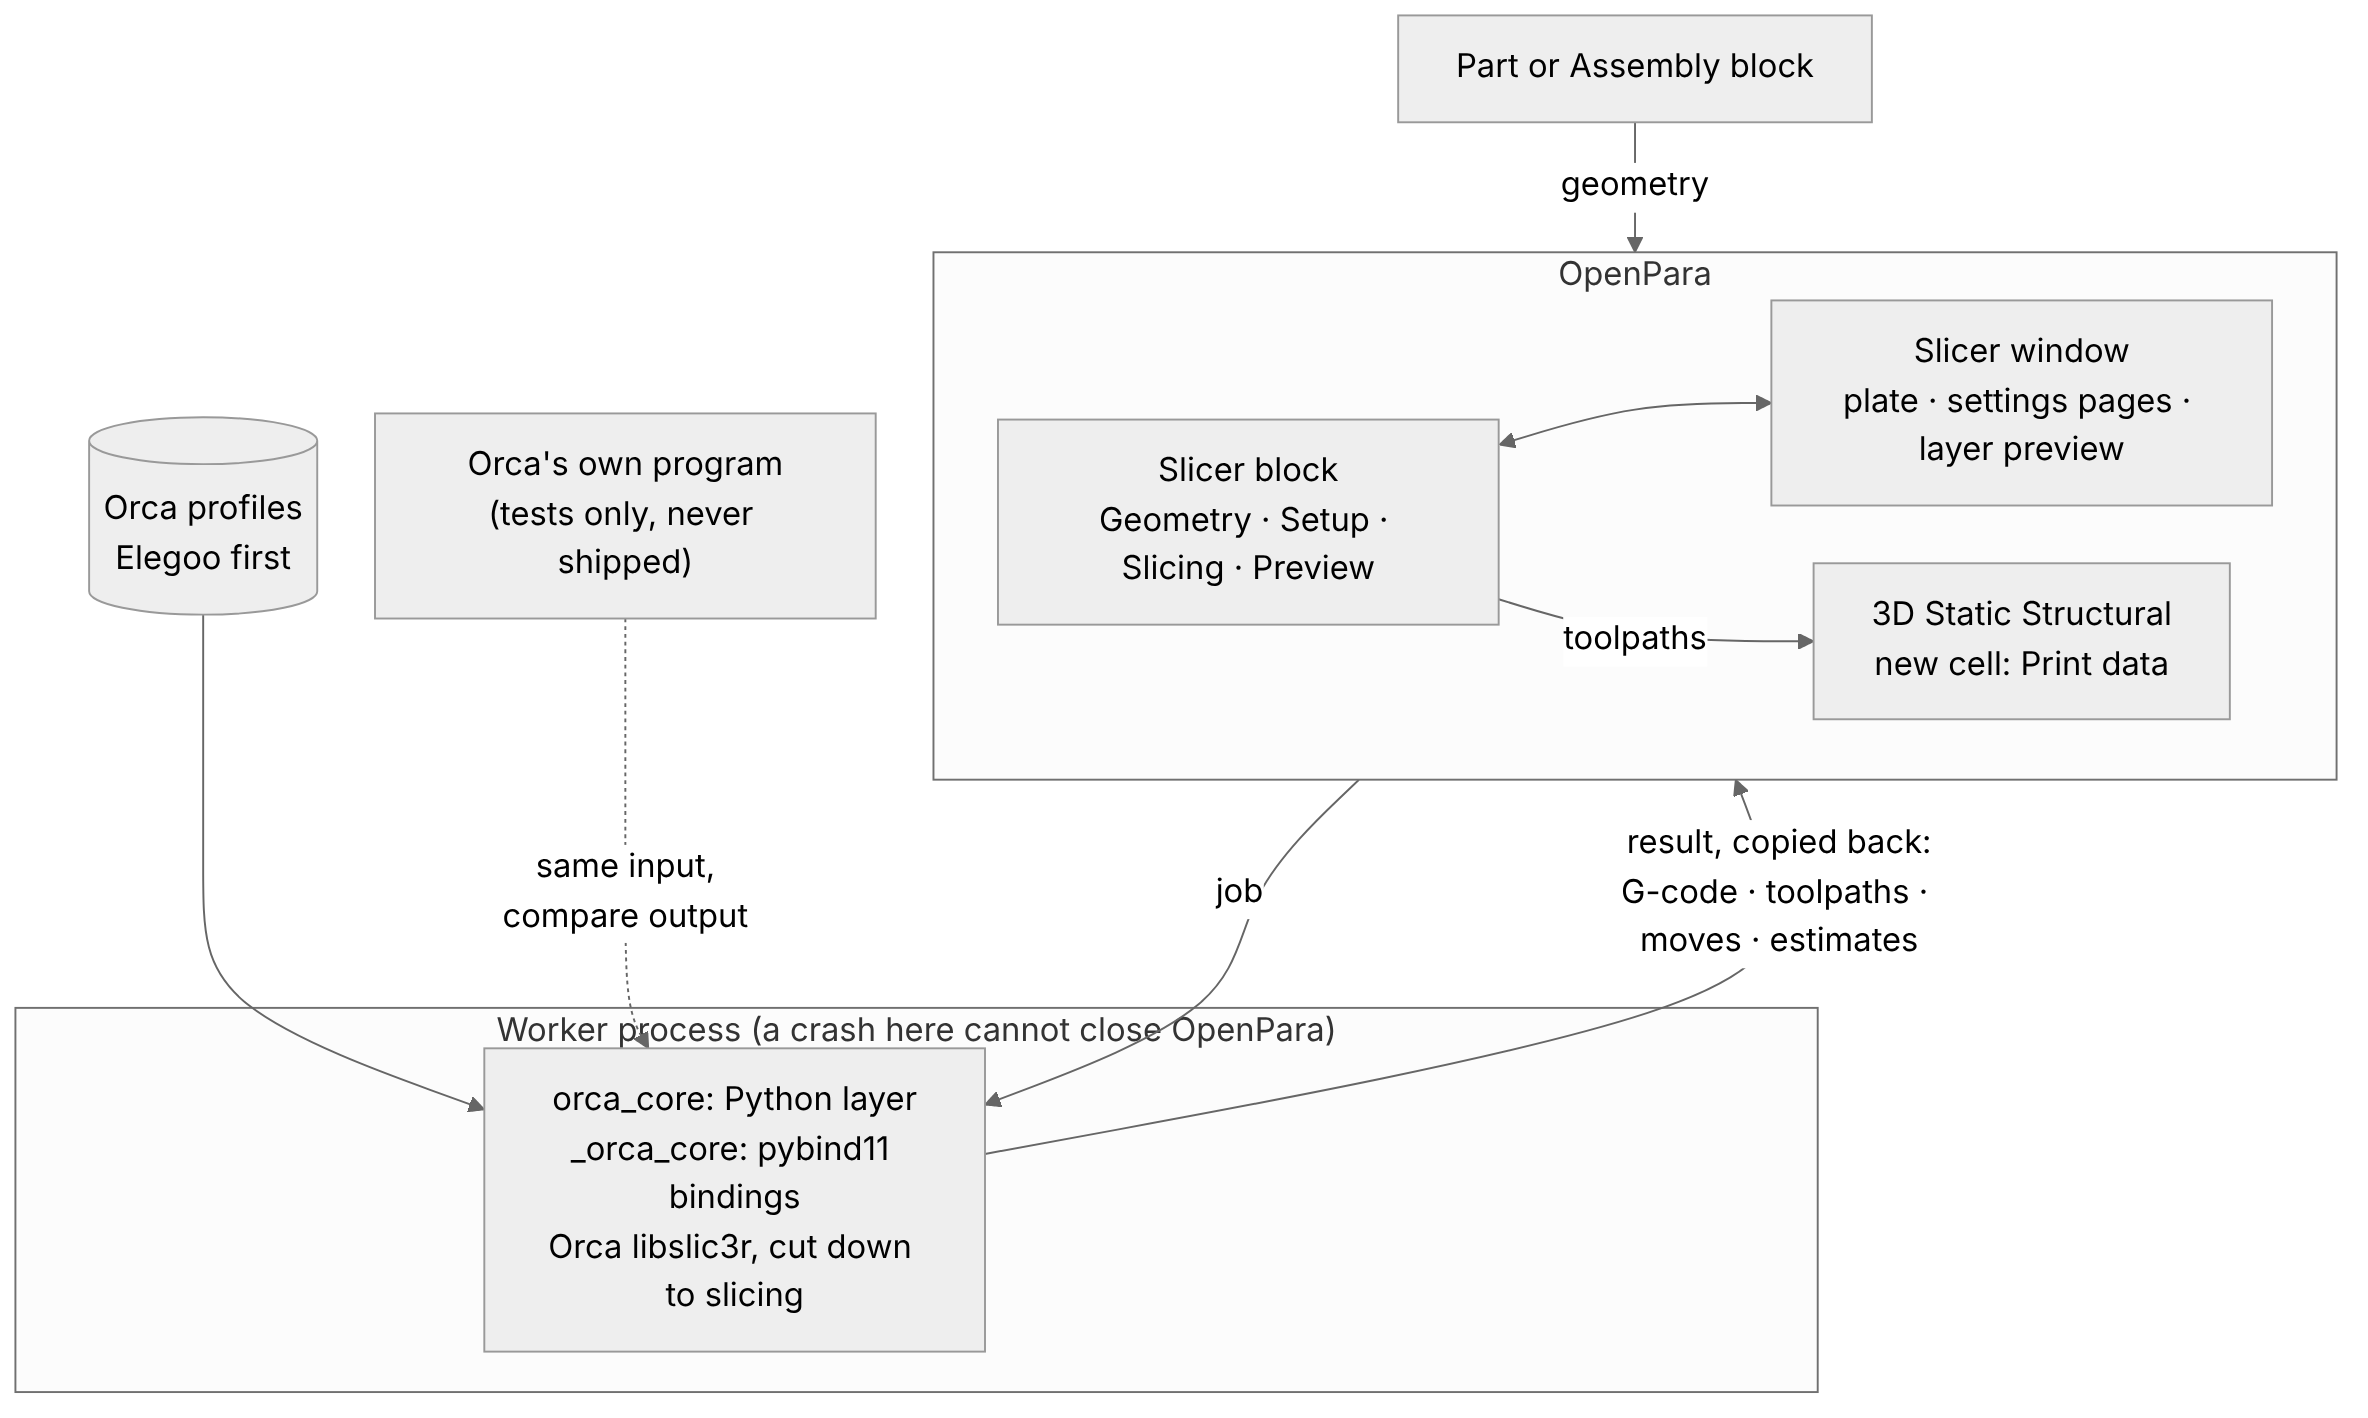 Part or Assembly block
geometry
OpenPara
Slicer window
plate · settings pages ·
layer preview
Slicer block
Geometry · Setup ·
Slicing · Preview
toolpaths
3D Static Structural
new cell: Print data
Orca profiles
Elegoo first
Orca's own program
(tests only, never
shipped)
same input,
compare output
job
result, copied back:
G-code · toolpaths ·
moves · estimates
Worker process (a crash here cannot close OpenPara)
orca_core: Python layer
_orca_core: pybind11
bindings
Orca libslic3r, cut down
to slicing